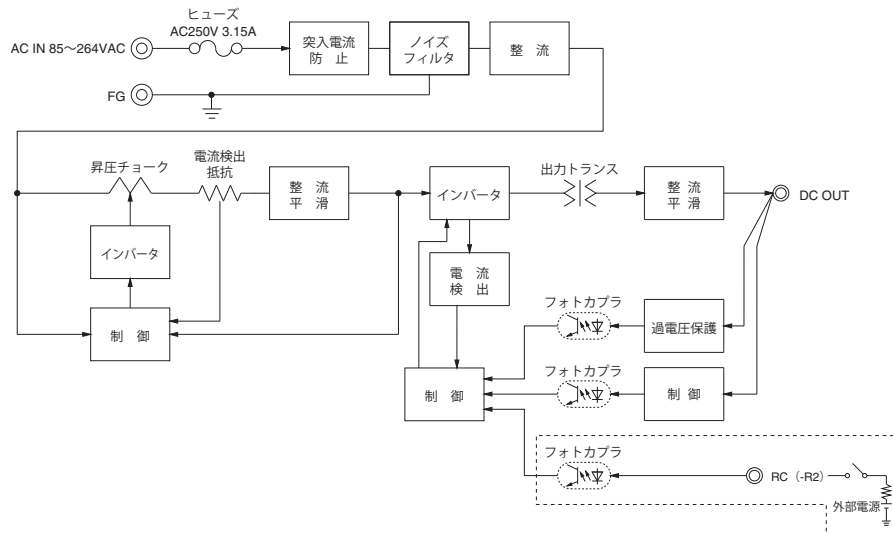 ヒューズ
AC250V 3.15A
AC IN 85～264VAC
突入電流
防 止
ノイズ
フィルタ
整 流
FG
昇圧チョーク
電流検出
抵抗
整 流
平 滑
インバータ
出力トランス
整 流
平 滑
DC OUT
インバータ
電 流
検 出
制 御
フォトカプラ
過電圧保護
フォトカプラ
制 御
制 御
フォトカプラ
RC（-R2）
外部電源